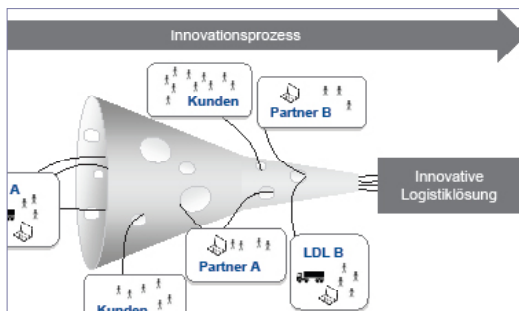 Innovationsprozess
Kunden
Partner B
A
Innovative
Logistiklösung
Partner A
LDL B
Kunden